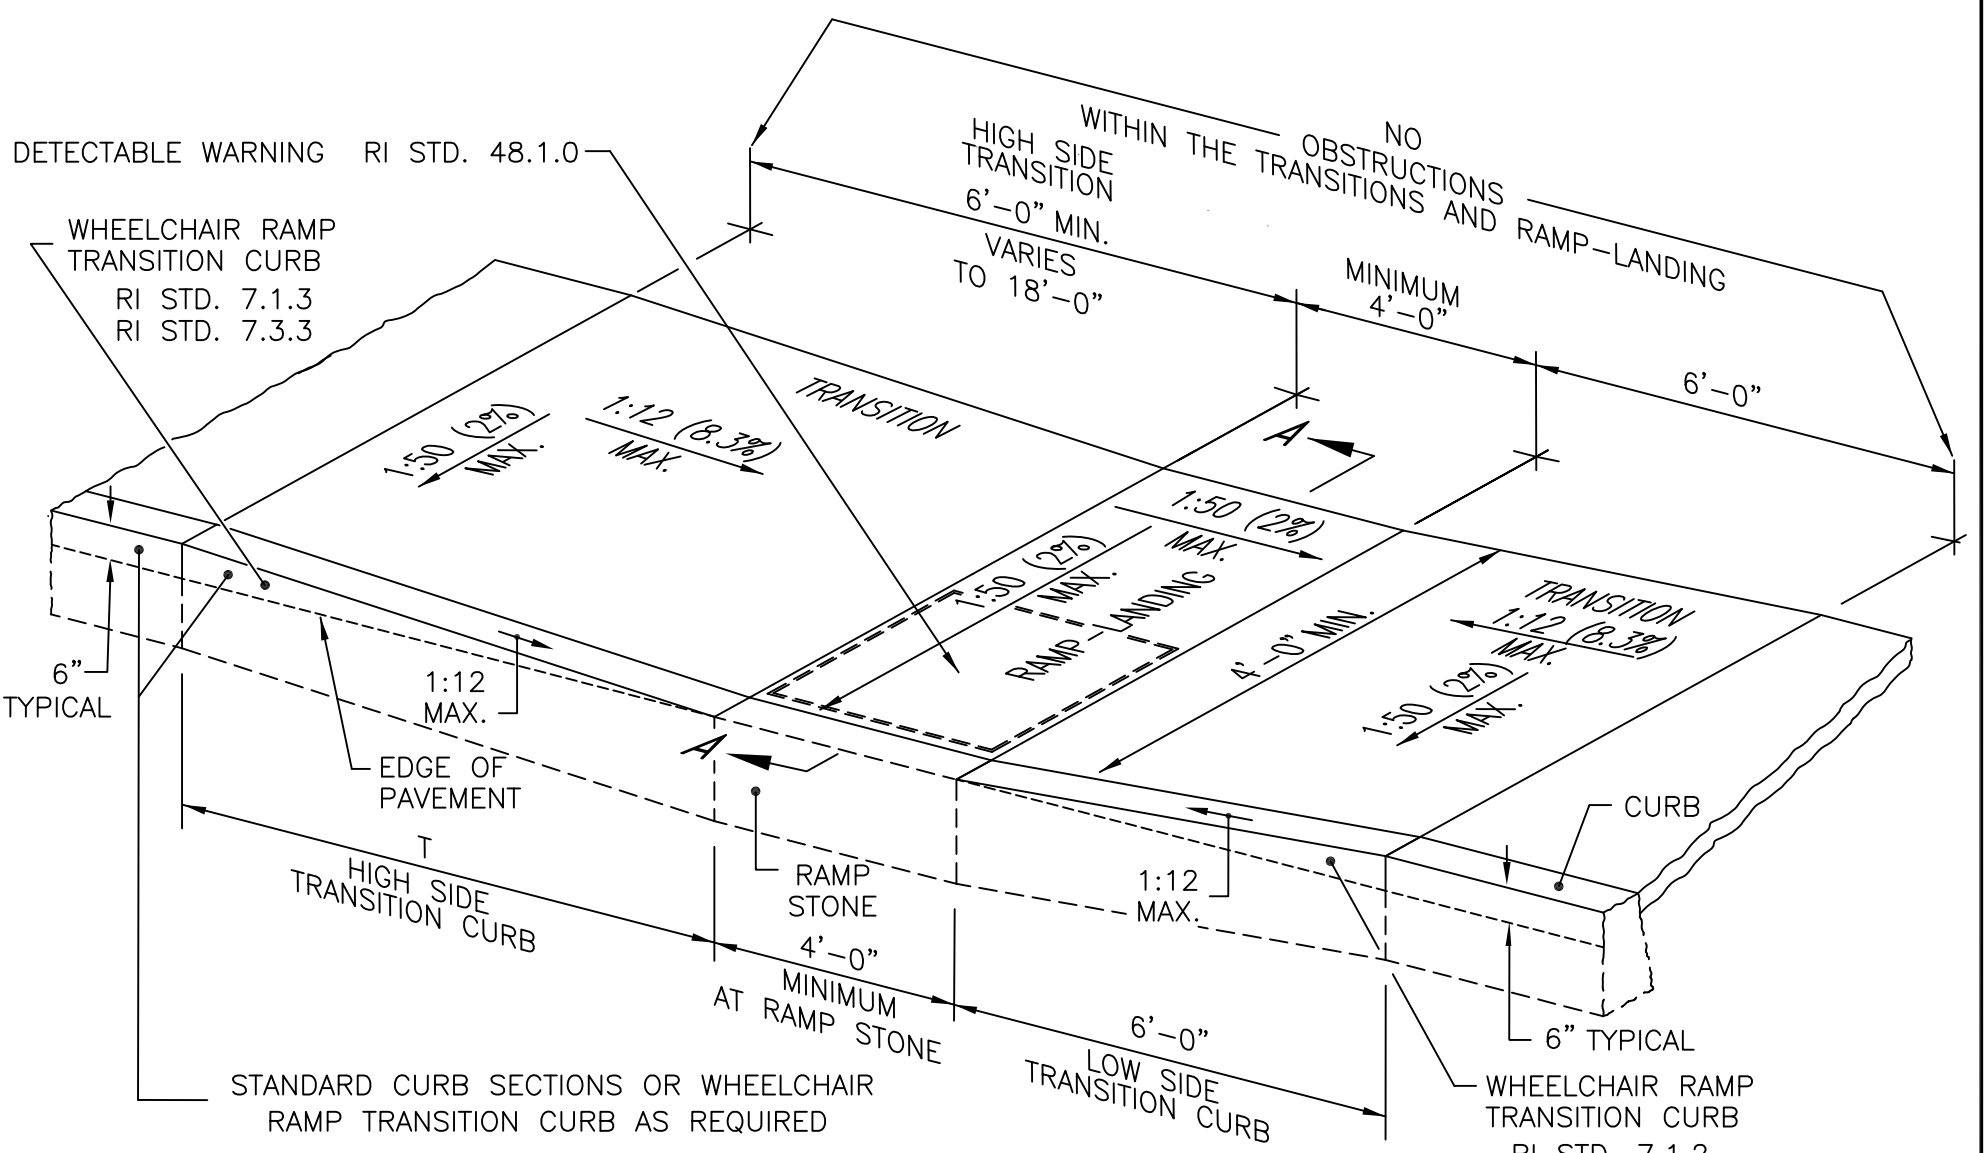 NO
OBSTRUCTIONS
WITHIN THE TRANSITIONS AND RAMP-LANDING
HIGH SIDE
TRANSITION
6'-0" MIN.
VARIES
TO 18'-0"
MINIMUM
4'-0"
6'-0"
DETECTABLE WARNING RI STD. 48.1.0
WHEELCHAIR RAMP
TRANSITION CURB
RI STD. 7.1.3
RI STD. 7.3.3
1:50 (2%)
MAX.
1:12 (8.3%)
MAX.
TRANSITION
A
1:50 (2%)
MAX.
1:50 (2%)
MAX.
RAMP-LANDING
4'-0" MIN.
TRANSITION
1:12 (8.3%)
MAX.
1:50 (2%)
MAX.
6"
TYPICAL
1:12
MAX.
EDGE OF
PAVEMENT
A
T
HIGH SIDE
TRANSITION CURB
RAMP
STONE
4'-0"
MINIMUM
AT RAMP STONE
1:12
MAX.
CURB
6'-0"
LOW SIDE
TRANSITION CURB
6" TYPICAL
STANDARD CURB SECTIONS OR WHEELCHAIR
RAMP TRANSITION CURB AS REQUIRED
WHEELCHAIR RAMP
TRANSITION CURB
RI STD.